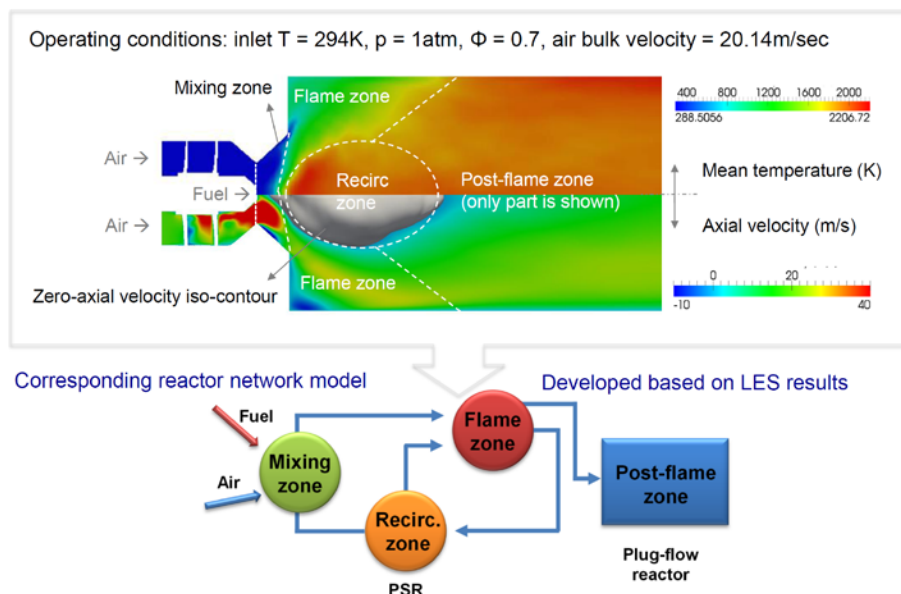 Operating conditions: inlet T = 294K, p = 1atm, Φ = 0.7, air bulk velocity = 20.14m/sec
Mixing zone
Flame zone
400 800 1200 1600 2000
288.5056 2206.72
Air →
Fuel →
Recirc
zone
Post-flame zone
(only part is shown)
Mean temperature (K)
Air →
Axial velocity (m/s)
Flame zone
Zero-axial velocity iso-contour
0 20
-10 40
Corresponding reactor network model
Developed based on LES results
Fuel
Air
Mixing
zone
Flame
zone
Recirc.
zone
PSR
Post-flame
zone
Plug-flow
reactor